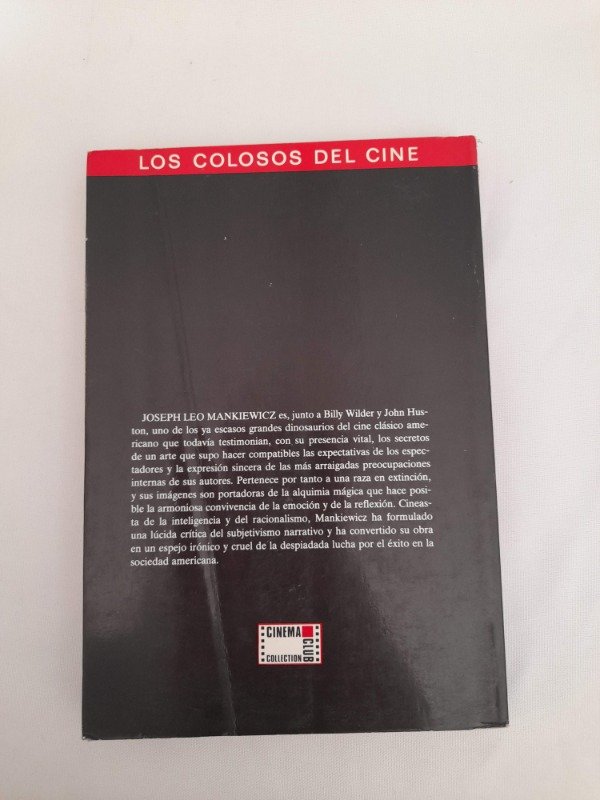 LOS COLOSOS DEL CINE
JOSEPH LEO MANKIEWICZ es, junto a Billy Wilder y John Hus-
ton, uno de los ya escasos grandes dinosaurios del cine clásico ame-
ricano que todavía testimonian, con su presencia vital, los secretos
de un arte que supo hacer compatibles las expectativas de los espec-
tadores y la expresión sincera de las más arraigadas preocupaciones
internas de sus autores. Pertenece por tanto a una raza en extinción,
y sus imágenes son portadoras de la alquimia mágica que hace posi-
ble la armoniosa convivencia de la emoción y de la reflexión. Cineas-
ta de la inteligencia y del racionalismo, Mankiewicz ha formulado
una lúcida crítica del subjetivismo narrativo y ha convertido su obra
en un espejo irónico y cruel de la despiadada lucha por el éxito en la
sociedad americana.
CINEMA
CLUB
COLLECTION